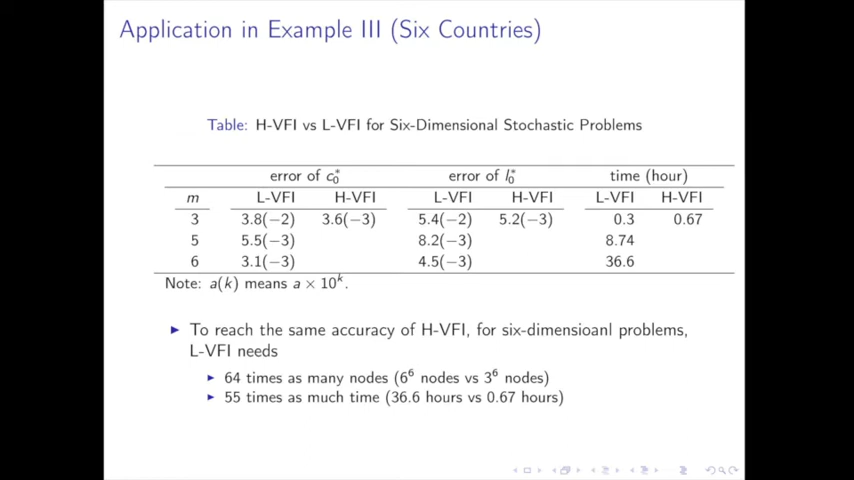 Application in Example III (Six Countries)
Table: H-VFI vs L-VFI for Six-Dimensional Stochastic Problems
error of c₀* error of l₀* time (hour)
m L-VFI H-VFI L-VFI H-VFI L-VFI H-VFI
3 3.8(−2) 3.6(−3) 5.4(−2) 5.2(−3) 0.3 0.67
5 5.5(−3) 8.2(−3) 8.74
6 3.1(−3) 4.5(−3) 36.6
Note: a(k) means a × 10ᵏ.
To reach the same accuracy of H-VFI, for six-dimensioanl problems,
L-VFI needs
64 times as many nodes (6⁶ nodes vs 3⁶ nodes)
55 times as much time (36.6 hours vs 0.67 hours)